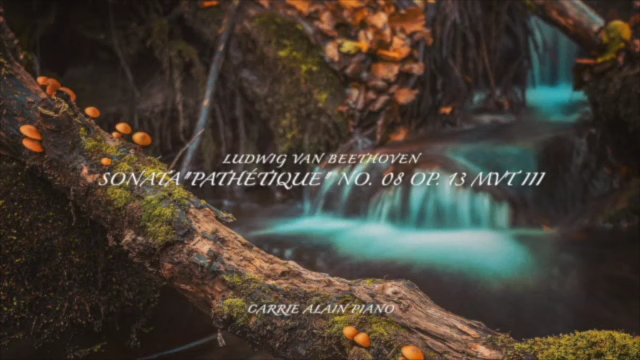 LUDWIG VAN BEETHOVEN
SONATA"PATHÉTIQUE" NO. 08 OP. 13 MVT III
CARRIE ALAIN PIANO